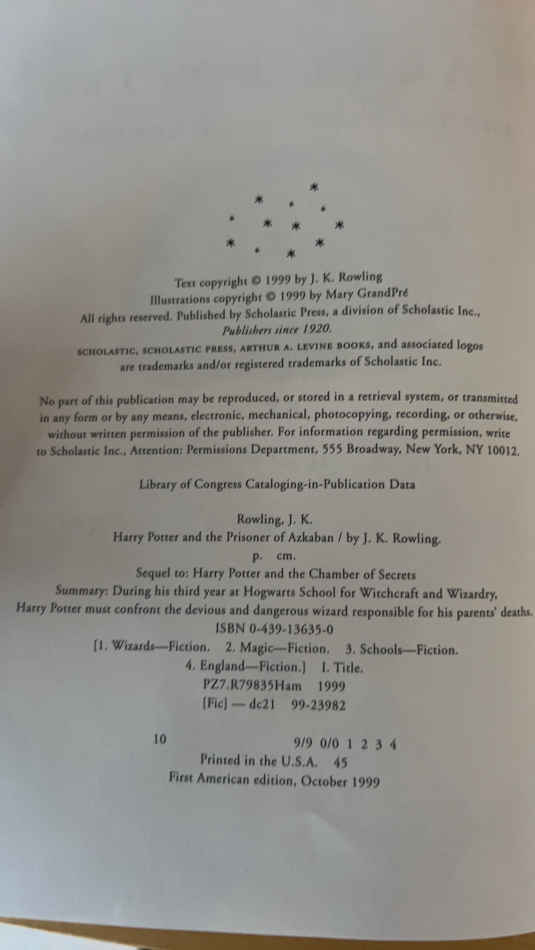 Text copyright © 1999 by J. K. Rowling
Illustrations copyright © 1999 by Mary GrandPré
All rights reserved. Published by Scholastic Press, a division of Scholastic Inc.,
Publishers since 1920.
SCHOLASTIC, SCHOLASTIC PRESS, ARTHUR A. LEVINE BOOKS, and associated logos
are trademarks and/or registered trademarks of Scholastic Inc.
No part of this publication may be reproduced, or stored in a retrieval system, or transmitted
in any form or by any means, electronic, mechanical, photocopying, recording, or otherwise,
without written permission of the publisher. For information regarding permission, write
to Scholastic Inc., Attention: Permissions Department, 555 Broadway, New York, NY 10012.
Library of Congress Cataloging-in-Publication Data
Rowling, J. K.
Harry Potter and the Prisoner of Azkaban / by J. K. Rowling.
p. cm.
Sequel to: Harry Potter and the Chamber of Secrets
Summary: During his third year at Hogwarts School for Witchcraft and Wizardry,
Harry Potter must confront the devious and dangerous wizard responsible for his parents' deaths.
ISBN 0-439-13635-0
[1. Wizards—Fiction. 2. Magic—Fiction. 3. Schools—Fiction.
4. England—Fiction.] I. Title.
PZ7.R79835Ham 1999
[Fic] — dc21 99-23982
10 9/9 0/0 1 2 3 4
Printed in the U.S.A. 45
First American edition, October 1999